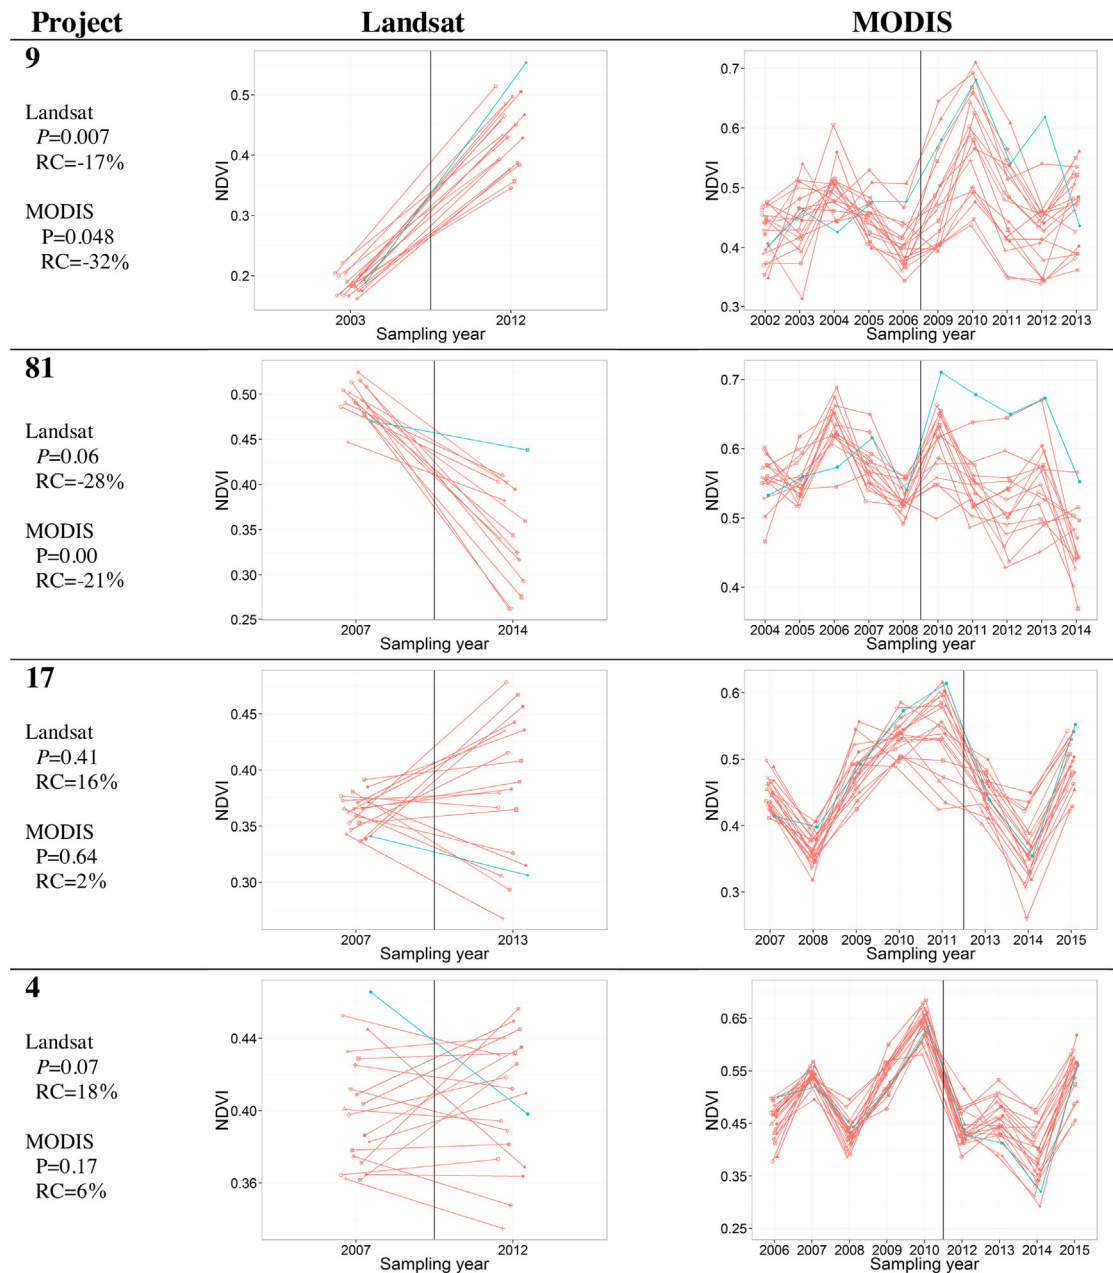 Project Landsat MODIS
9
Landsat
P=0.007
RC=-17%
MODIS
P=0.048
RC=-32%
NDVI
0.5
0.4
0.3
0.2
2003 2012
Sampling year
NDVI
0.7
0.6
0.5
0.4
0.3
2002 2003 2004 2005 2006 2009 2010 2011 2012 2013
Sampling year
81
Landsat
P=0.06
RC=-28%
MODIS
P=0.00
RC=-21%
NDVI
0.50
0.45
0.40
0.35
0.30
0.25
2007 2014
Sampling year
NDVI
0.7
0.6
0.5
0.4
2004 2005 2006 2007 2008 2010 2011 2012 2013 2014
Sampling year
17
Landsat
P=0.41
RC=16%
MODIS
P=0.64
RC=2%
NDVI
0.45
0.40
0.35
0.30
2007 2013
Sampling year
NDVI
0.6
0.5
0.4
0.3
2007 2008 2009 2010 2011 2013 2014 2015
Sampling year
4
Landsat
P=0.07
RC=18%
MODIS
P=0.17
RC=6%
NDVI
0.44
0.40
0.36
2007 2012
Sampling year
NDVI
0.65
0.55
0.45
0.35
0.25
2006 2007 2008 2009 2010 2012 2013 2014 2015
Sampling year